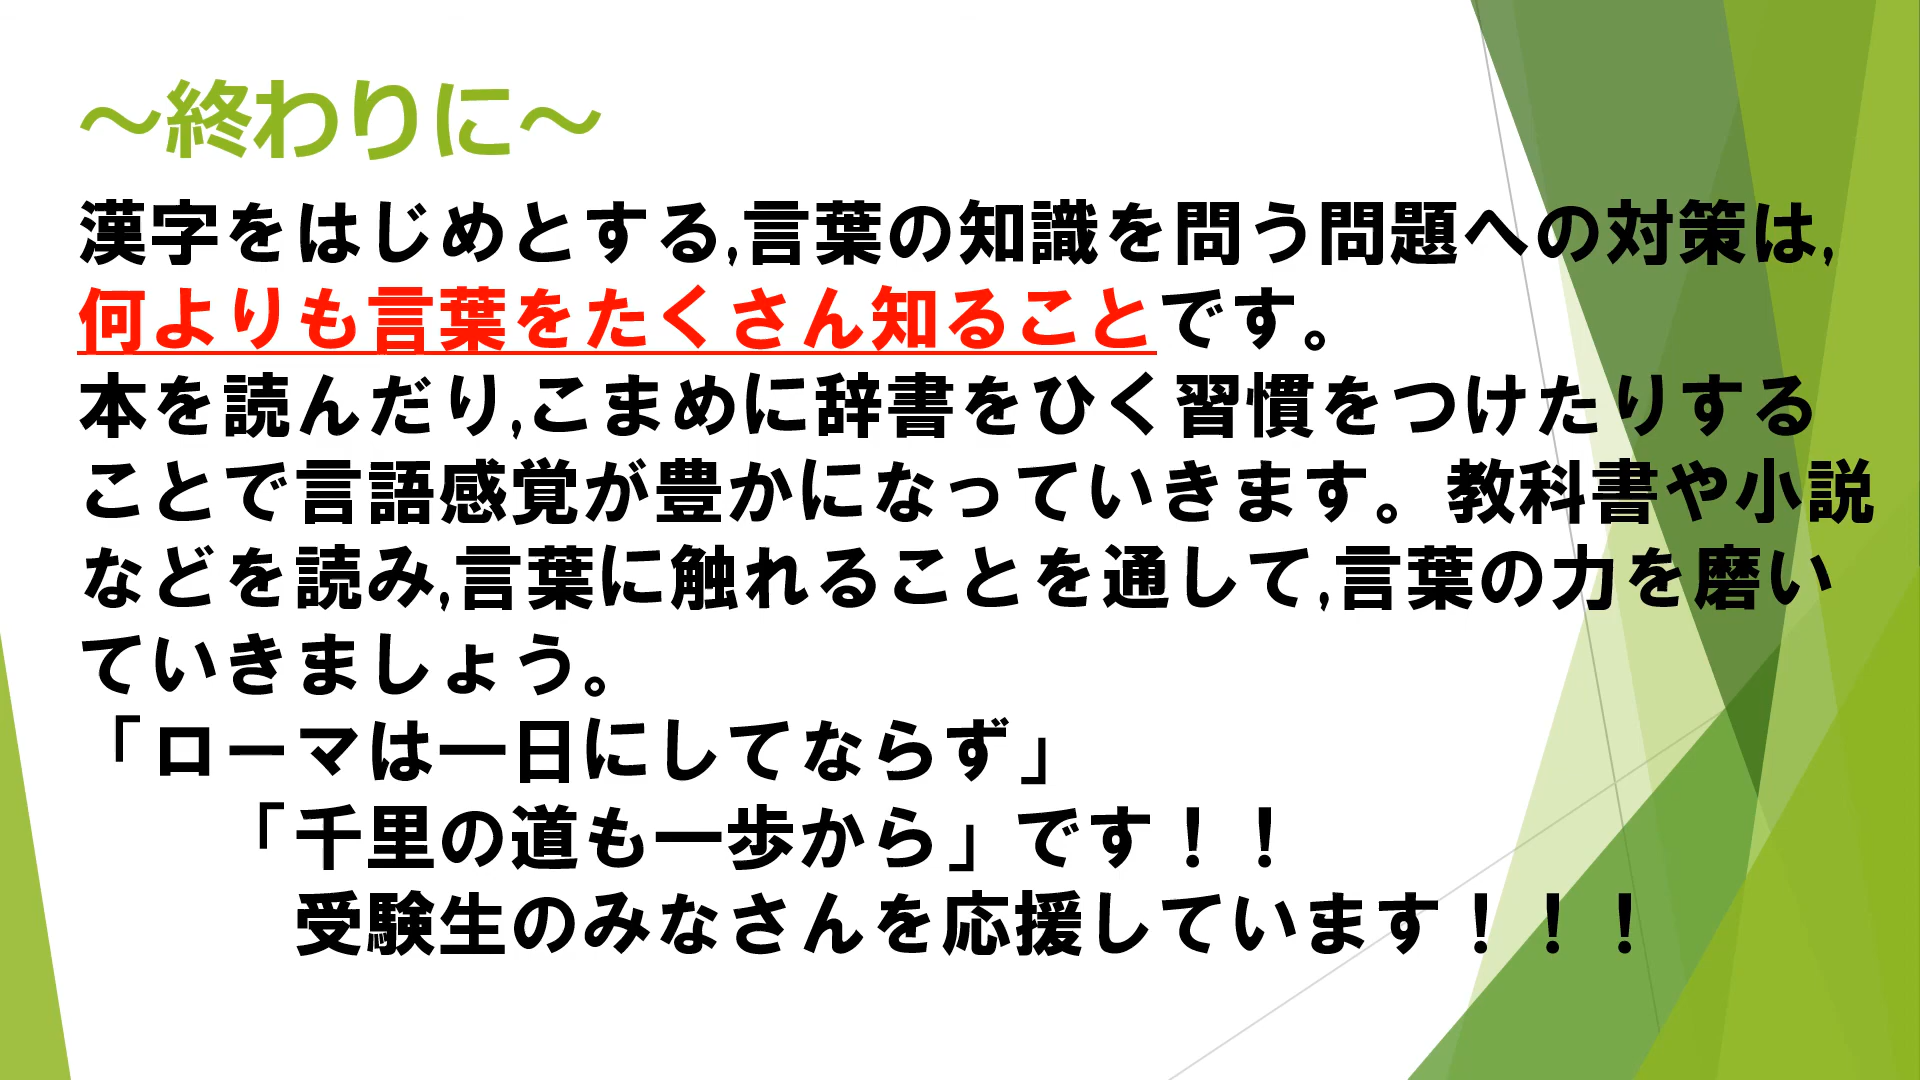 ～終わりに～
漢字をはじめとする,言葉の知識を問う問題への対策は,
何よりも言葉をたくさん知ることです。
本を読んだり,こまめに辞書をひく習慣をつけたりする
ことで言語感覚が豊かになっていきます。教科書や小説
などを読み,言葉に触れることを通して,言葉の力を磨い
ていきましょう。
「ローマは一日にしてならず」
「千里の道も一歩から」です！！
受験生のみなさんを応援しています！！！